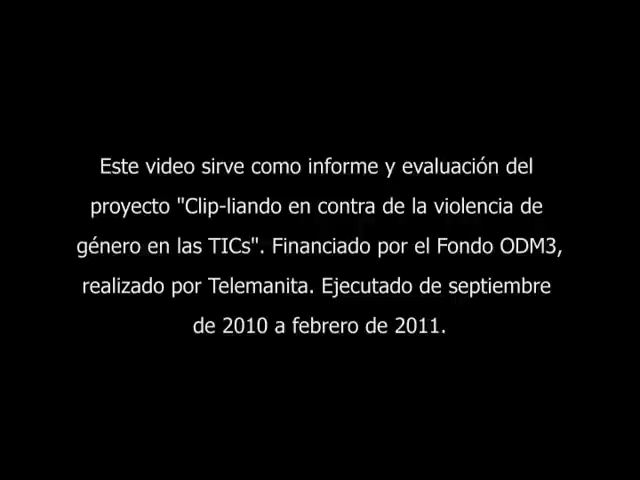 Este video sirve como informe y evaluación del
proyecto "Clip-liando en contra de la violencia de
género en las TICs". Financiado por el Fondo ODM3,
realizado por Telemanita. Ejecutado de septiembre
de 2010 a febrero de 2011.